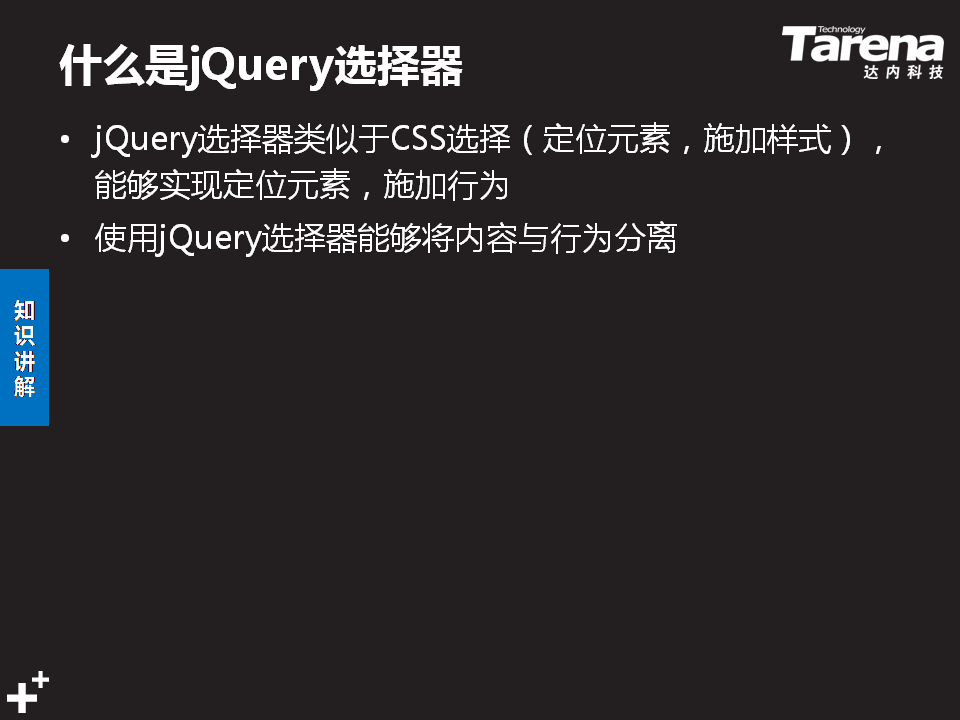 什么是jQuery选择器
Technology
Tarena
达内科技
• jQuery选择器类似于CSS选择（定位元素，施加样式），
能够实现定位元素，施加行为
• 使用jQuery选择器能够将内容与行为分离
知
识
讲
解